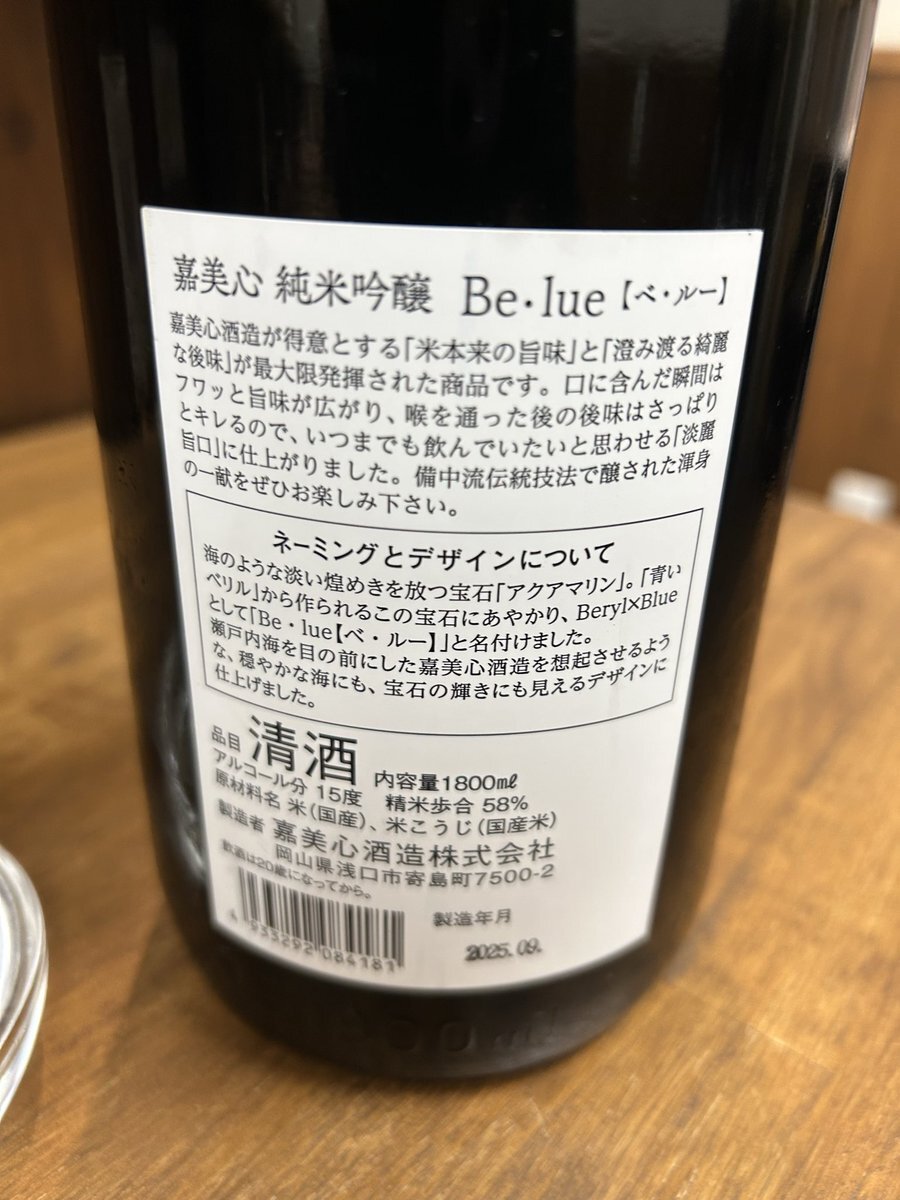 嘉美心 純米吟醸 Be・lue【ベ・ルー】
嘉美心酒造が得意とする「米本来の旨味」と「澄み渡る綺麗
な後味」が最大限発揮された商品です。口に含んだ瞬間は
フワッと旨味が広がり、喉を通った後の後味はさっぱり
とキレるので、いつまでも飲んでいたいと思わせる「淡麗
旨口」に仕上がりました。備中流伝統技法で醸された渾身
の一献をぜひお楽しみ下さい。
ネーミングとデザインについて
海のような淡い煌めきを放つ宝石「アクアマリン」。「青い
ベリル」から作られるこの宝石にあやかり、Beryl×Blue
として「Be・lue【ベ・ルー】」と名付けました。
瀬戸内海を目の前にした嘉美心酒造を想起させるよう
な、穏やかな海にも、宝石の輝きにも見えるデザインに
仕上げました。
品目 清酒 内容量1800㎖
アルコール分 15度 精米歩合 58%
原材料名 米(国産)、米こうじ(国産米)
製造者 嘉美心酒造株式会社
岡山県浅口市寄島町7500-2
飲酒は20歳になってから。
4 933292 084181
製造年月
2025.09.